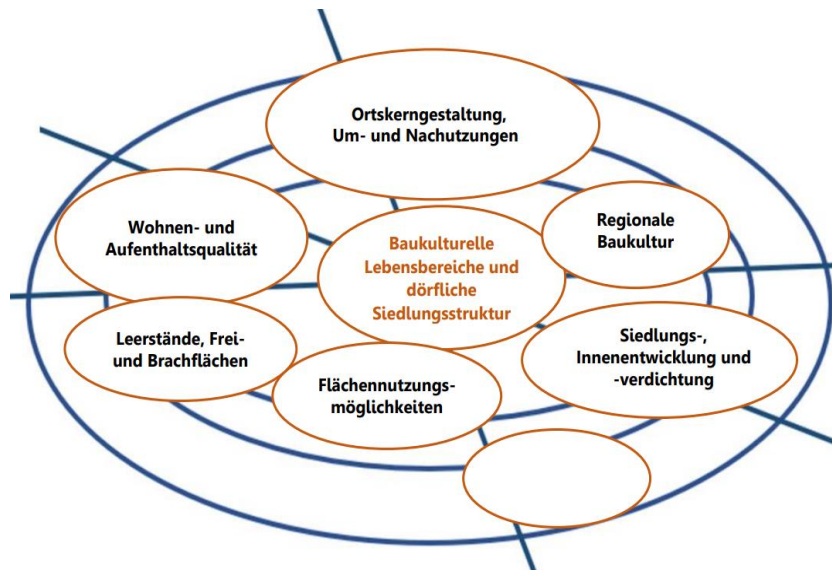 Ortskerngestaltung,
Um- und Nachutzungen
Wohnen- und
Aufenthaltsqualität
Regionale
Baukultur
Baukulturelle
Lebensbereiche und
dörfliche
Siedlungsstruktur
Leerstände, Frei-
und Brachflächen
Siedlungs-,
Innenentwicklung und
-verdichtung
Flächennutzungs-
möglichkeiten